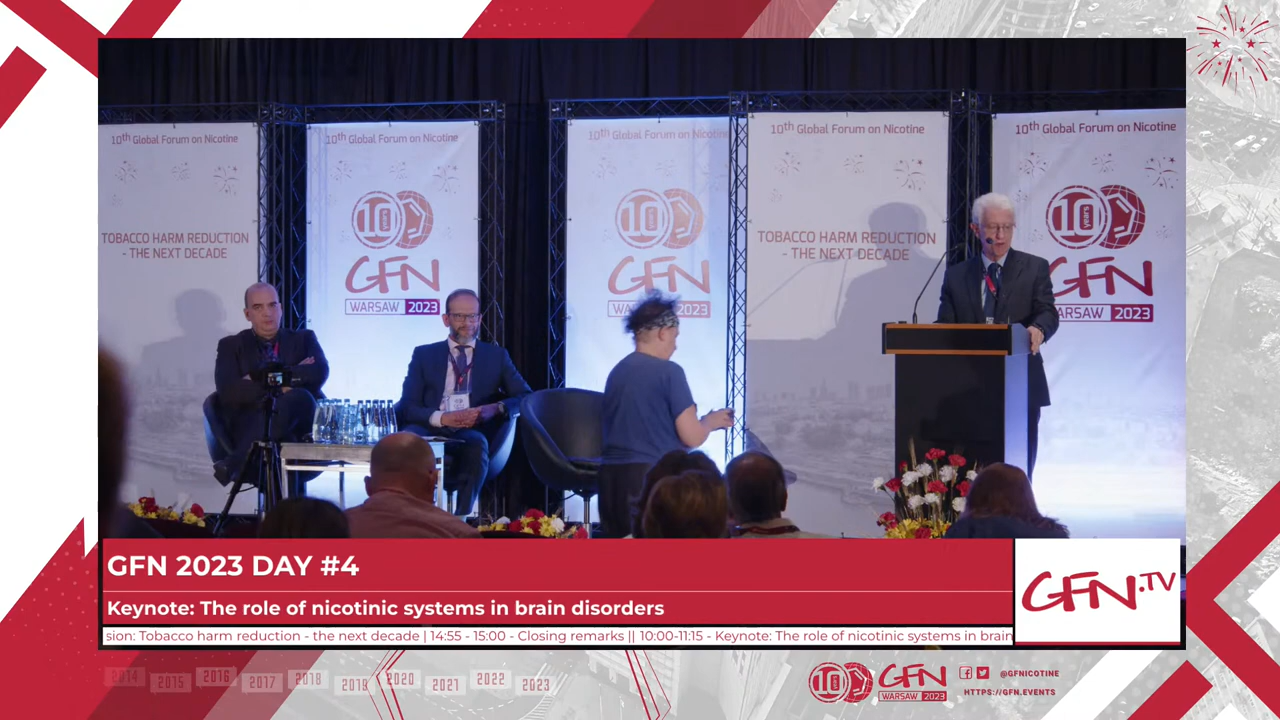 10th Global Forum on Nicotine
10th Global Forum on Nicotine
10th Global Forum on Nicotine
10th Global Forum on Nicotine
10th Global Forum on Nicotine
TOBACCO HARM REDUCTION
- THE NEXT DECADE
10
GFN
WARSAW 2023
10
GFN
WARSAW 2023
TOBACCO HARM REDUCTION
- THE NEXT DECADE
10 years
GFN
WARSAW 2023
GFN 2023 DAY #4
Keynote: The role of nicotinic systems in brain disorders
sion: Tobacco harm reduction - the next decade | 14:55 - 15:00 - Closing remarks || 10:00-11:15 - Keynote: The role of nicotinic systems in brain
GFN.TV
2014 2015 2016 2017 2018 2019 2020 2021 2022 2023
10
GFN
WARSAW 2023
@GFNICOTINE
HTTPS://GFN.EVENTS